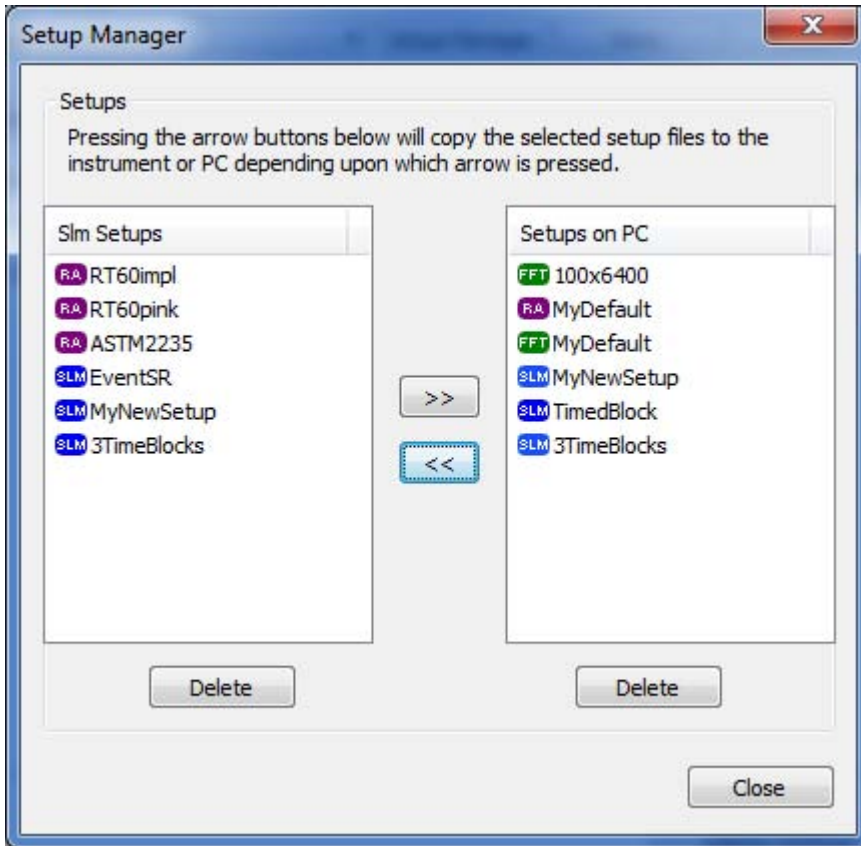 Setup Manager
X
Setups
Pressing the arrow buttons below will copy the selected setup files to the
instrument or PC depending upon which arrow is pressed.
Slm Setups
RA RT60impl
RA RT60pink
RA ASTM2235
SLM EventSR
SLM MyNewSetup
SLM 3TimeBlocks
>>
<<
Setups on PC
FFT 100x6400
RA MyDefault
FFT MyDefault
SLM MyNewSetup
SLM TimedBlock
SLM 3TimeBlocks
Delete
Delete
Close